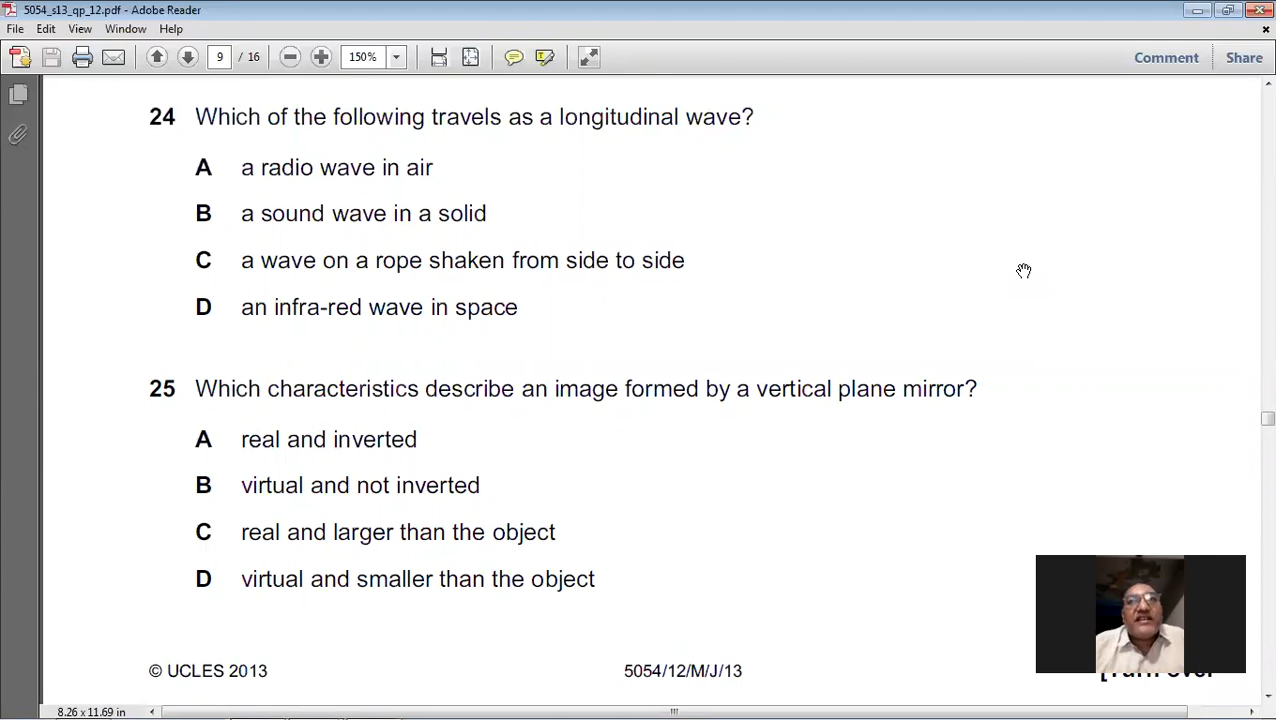 5054_s13_qp_12.pdf - Adobe Reader
File Edit View Window Help
9 / 16 150% Comment Share
24 Which of the following travels as a longitudinal wave?
A a radio wave in air
B a sound wave in a solid
C a wave on a rope shaken from side to side
D an infra-red wave in space
25 Which characteristics describe an image formed by a vertical plane mirror?
A real and inverted
B virtual and not inverted
C real and larger than the object
D virtual and smaller than the object
© UCLES 2013 5054/12/M/J/13 [Turn over
8.26 x 11.69 in